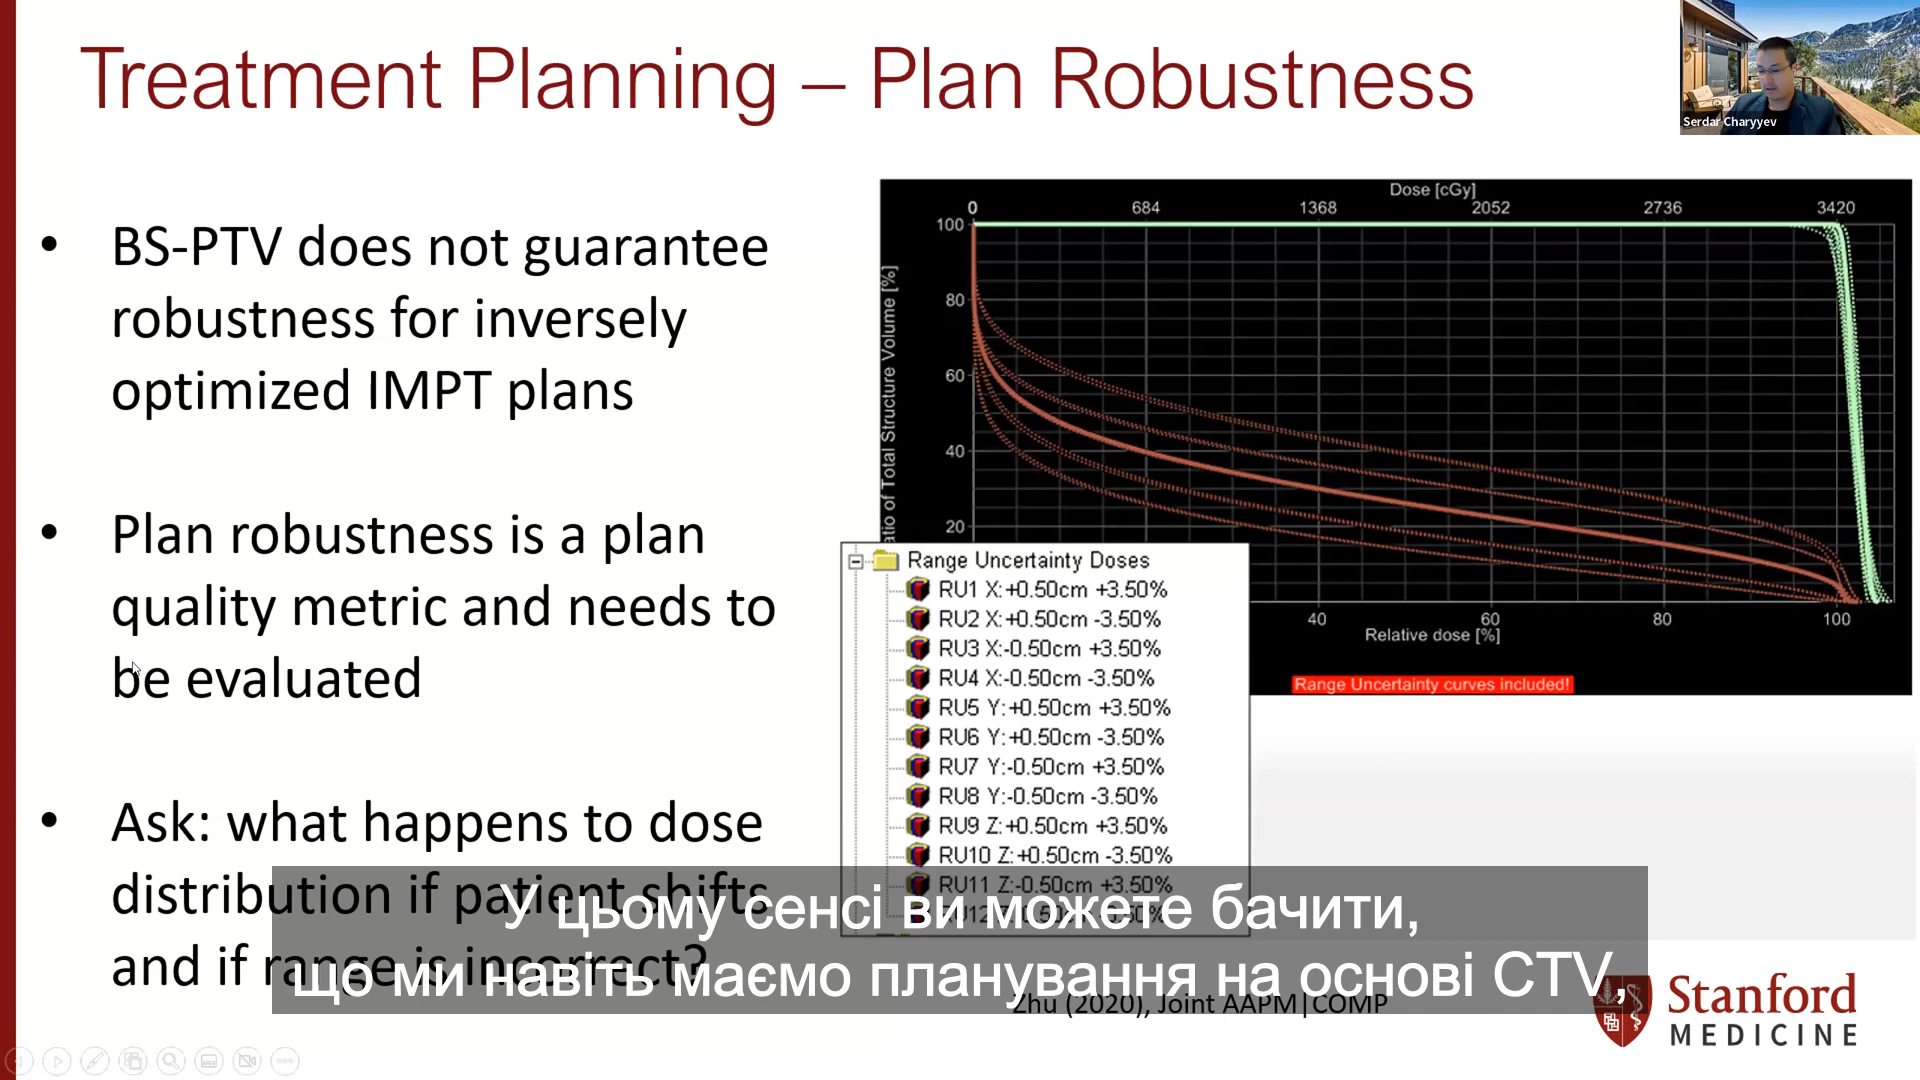 Treatment Planning – Plan Robustness
Serdar Charyyev
• BS-PTV does not guarantee
robustness for inversely
optimized IMPT plans
• Plan robustness is a plan
quality metric and needs to
be evaluated
• Ask: what happens to dose
distribution if patient shifts
and if range is incorrect?
Dose [cGy]
0 684 1368 2052 2736 3420
100
80
60
40
20
atio of Total Structure Volume [%]
40 60 80 100
Relative dose [%]
Range Uncertainty curves included!
Range Uncertainty Doses
RU1 X:+0.50cm +3.50%
RU2 X:+0.50cm -3.50%
RU3 X:-0.50cm +3.50%
RU4 X:-0.50cm -3.50%
RU5 Y:+0.50cm +3.50%
RU6 Y:+0.50cm -3.50%
RU7 Y:-0.50cm +3.50%
RU8 Y:-0.50cm -3.50%
RU9 Z:+0.50cm +3.50%
RU10 Z:+0.50cm -3.50%
RU11 Z:-0.50cm +3.50%
У цьому сенсі ви можете бачити,
що ми навіть маємо планування на основі CTV,
Zhu (2020), Joint AAPM|COMP
Stanford
MEDICINE